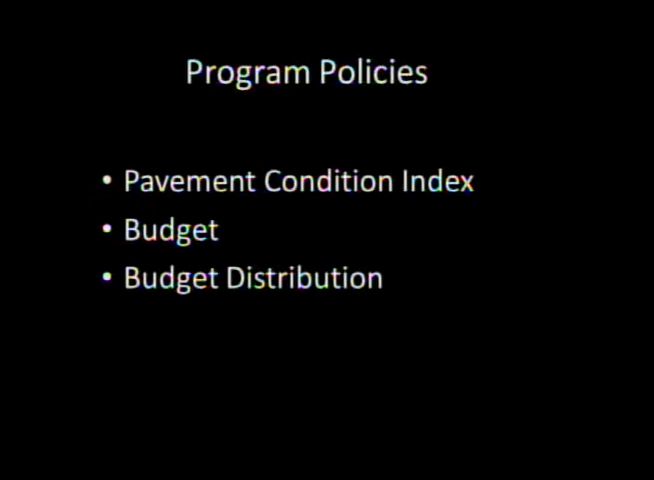 Program Policies
• Pavement Condition Index
• Budget
• Budget Distribution